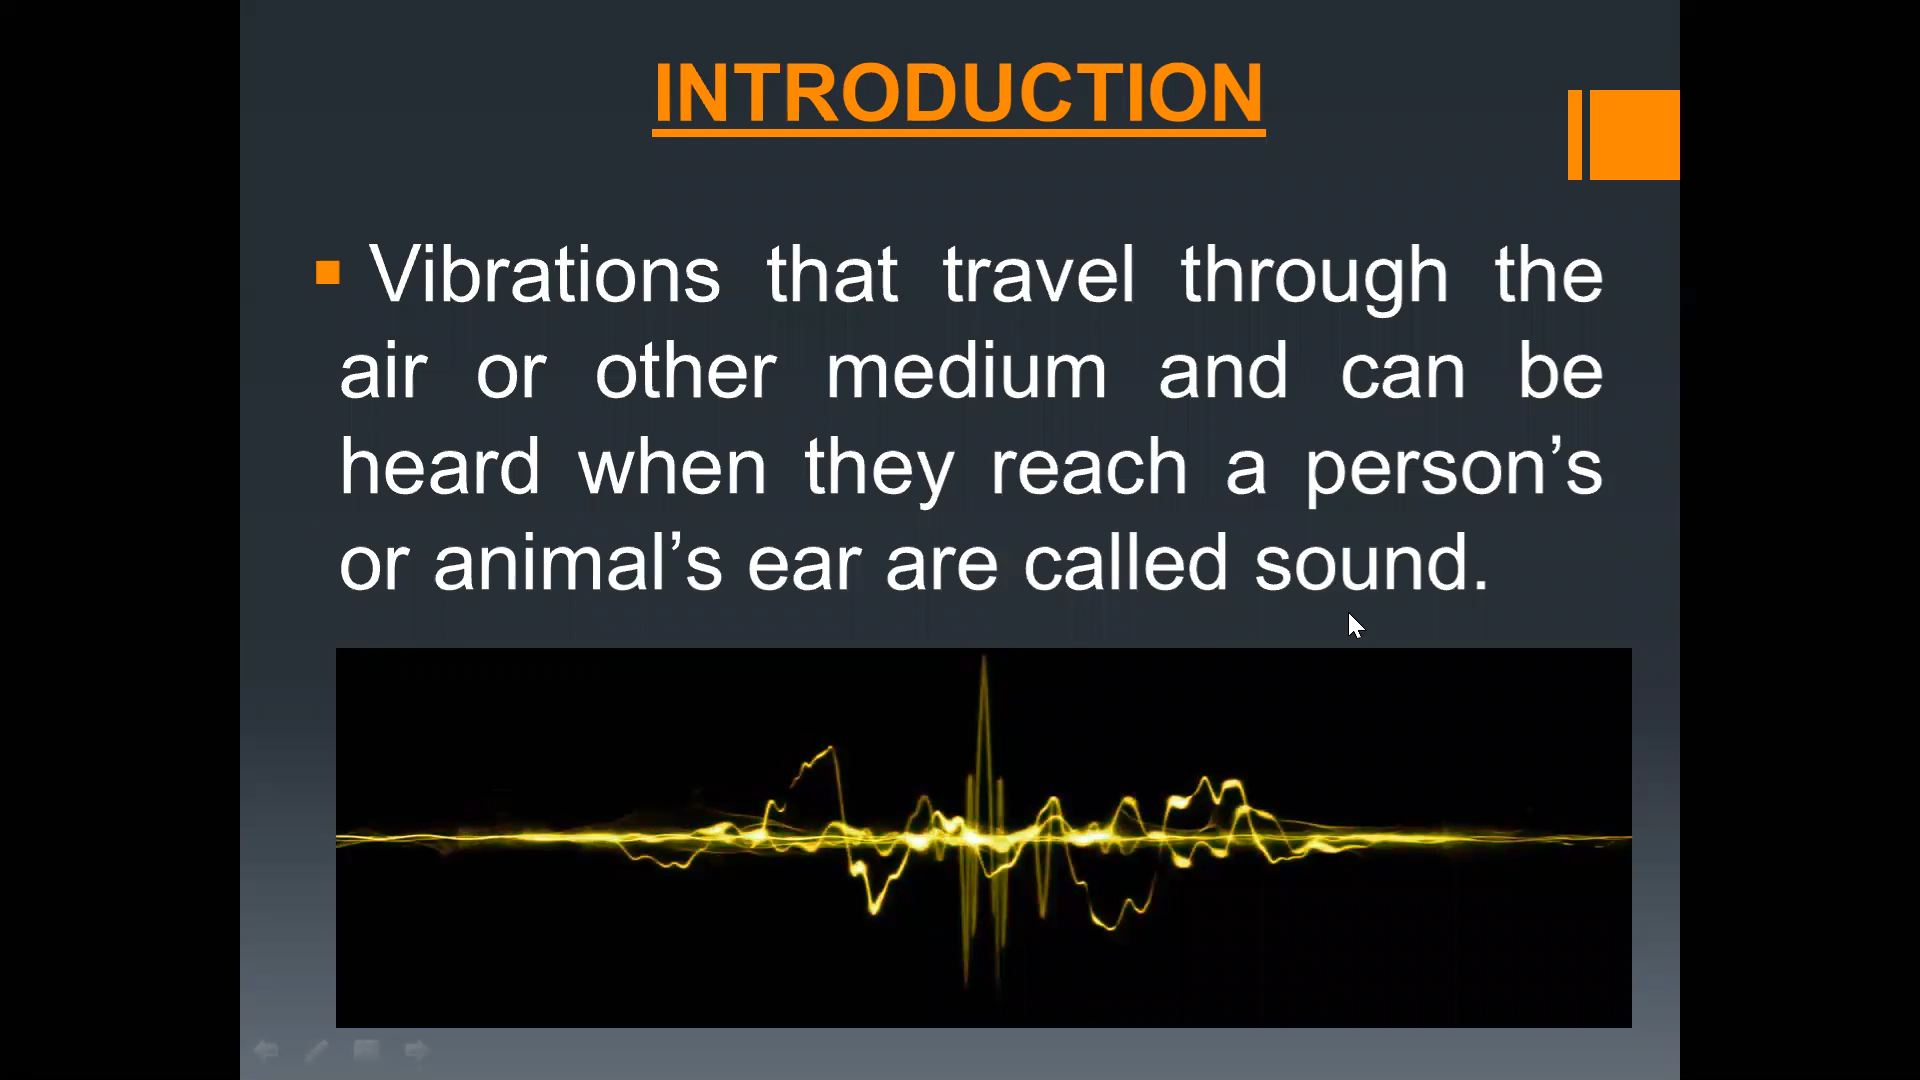 INTRODUCTION
Vibrations that travel through the
air or other medium and can be
heard when they reach a person’s
or animal’s ear are called sound.